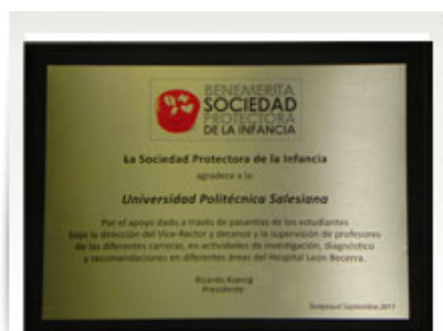 BENEMERITA
SOCIEDAD
PROTECTORA
DE LA INFANCIA
La Sociedad Protectora de la Infancia
agradece a la
Universidad Politécnica Salesiana
Por el apoyo dado a través de pasantías de los estudiantes
bajo la dirección del Vice-Rector y decanos y la supervisión de profesores
de las diferentes carreras, en actividades de investigación, diagnóstico
y recomendaciones en diferentes áreas del Hospital León Becerra.
Ricardo Koenig
Presidente
Septiembre 2011